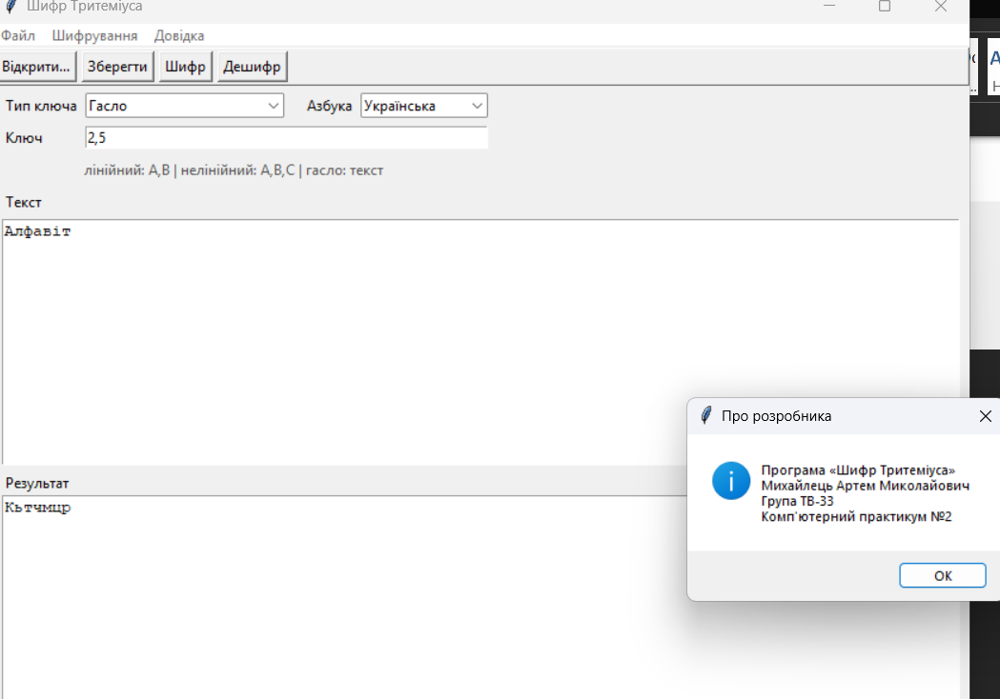 Шифр Тритеміуса
Файл Шифрування Довідка
Відкрити... Зберегти Шифр Дешифр
Тип ключа Гасло Азбука Українська
Ключ 2,5
лінійний: A,B | нелінійний: A,B,C | гасло: текст
Текст
Алфавіт
Результат
Кьтчмцр
Про розробника
Програма «Шифр Тритеміуса»
Михайлець Артем Миколайович
Група ТВ-33
Комп'ютерний практикум №2
OK